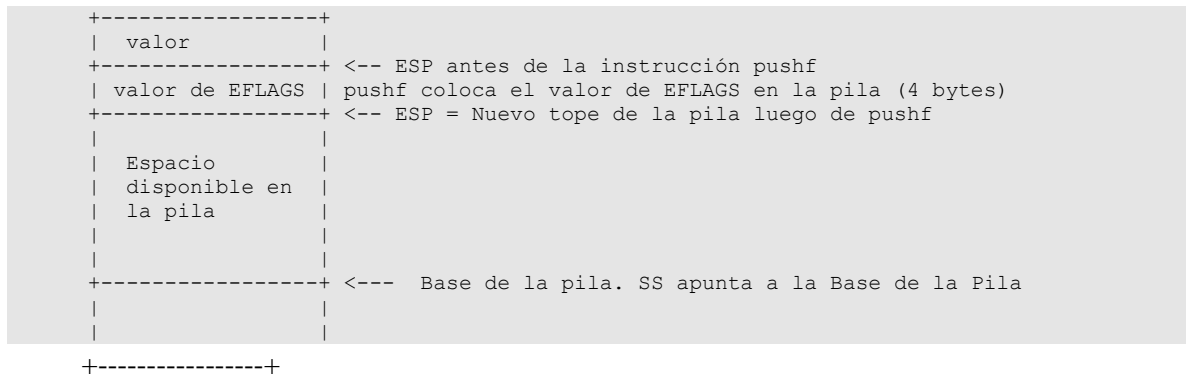 +-----------------+
|  valor          |
+-----------------+ <-- ESP antes de la instrucción pushf
| valor de EFLAGS | pushf coloca el valor de EFLAGS en la pila (4 bytes)
+-----------------+ <-- ESP = Nuevo tope de la pila luego de pushf
|                 |
|  Espacio        |
|  disponible en  |
|  la pila        |
|                 |
|                 |
+-----------------+ <---  Base de la pila. SS apunta a la Base de la Pila
|                 |
|                 |
+-----------------+